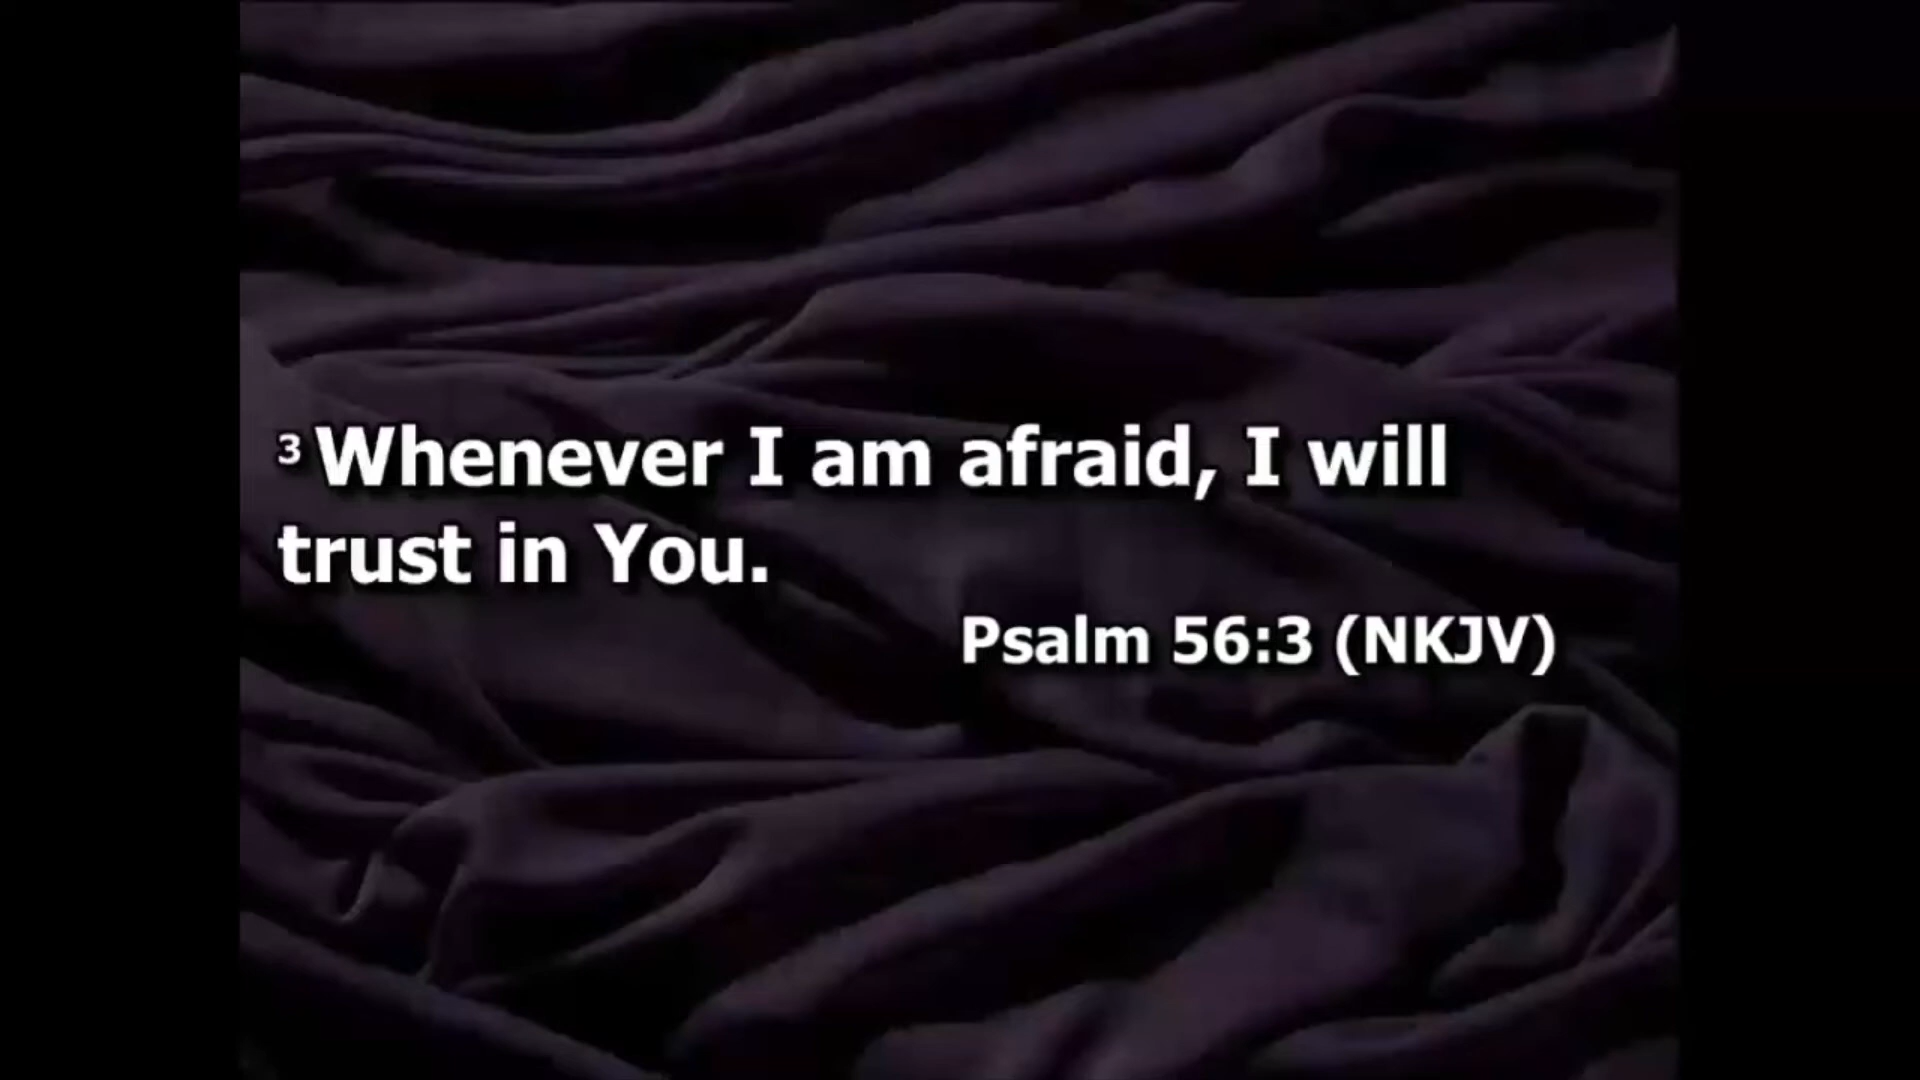 3 Whenever I am afraid, I will
trust in You.
Psalm 56:3 (NKJV)